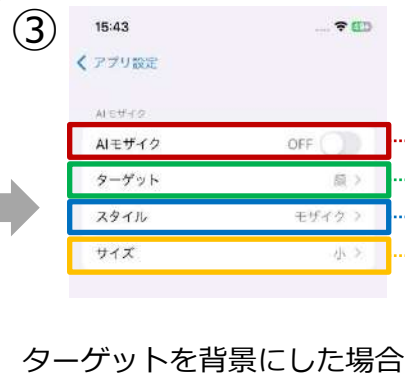 ③
15:43
アプリ設定
AIモザイク
AIモザイク OFF
ターゲット 顔
スタイル モザイク
サイズ 小
ターゲットを背景にした場合